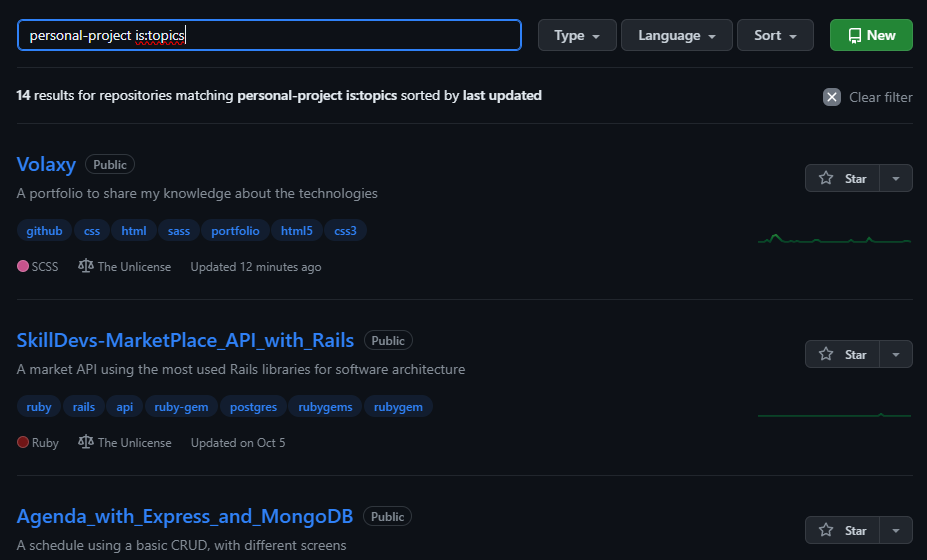 personal-project is:topics Type Language Sort New
14 results for repositories matching personal-project is:topics sorted by last updated Clear filter
Volaxy Public
Star
A portfolio to share my knowledge about the technologies
github css html sass portfolio html5 css3
SCSS The Unlicense Updated 12 minutes ago
SkillDevs-MarketPlace_API_with_Rails Public
Star
A market API using the most used Rails libraries for software architecture
ruby rails api ruby-gem postgres rubygems rubygem
Ruby The Unlicense Updated on Oct 5
Agenda_with_Express_and_MongoDB Public
Star
A schedule using a basic CRUD, with different screens